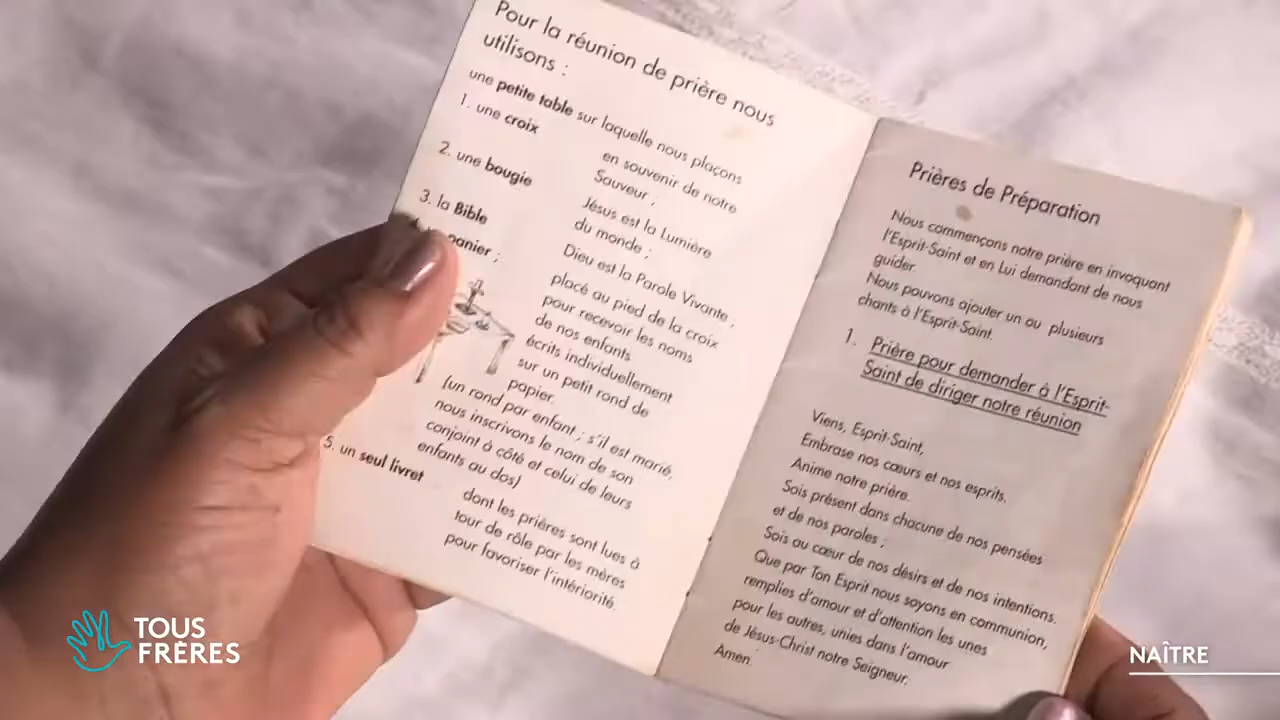 Pour la réunion de prière nous
utilisons :
une petite table sur laquelle nous plaçons
1. une croix
en souvenir de notre
Sauveur ;
2. une bougie
Jésus est la Lumière
du monde ;
3. la Bible
Dieu est la Parole Vivante ;
panier ;
placé au pied de la croix
pour recevoir les noms
de nos enfants
écrits individuellement
sur un petit rond de
papier.
(un rond par enfant ; s'il est marié,
nous inscrivons le nom de son
conjoint à côté et celui de leurs
enfants au dos)
5. un seul livret
dont les prières sont lues à
tour de rôle par les mères
pour favoriser l'intériorité.
Prières de Préparation
Nous commençons notre prière en invoquant
l'Esprit-Saint et en Lui demandant de nous
guider.
Nous pouvons ajouter un ou plusieurs
chants à l'Esprit-Saint.
1. Prière pour demander à l'Esprit-
Saint de diriger notre réunion
Viens, Esprit-Saint,
Embrase nos cœurs et nos esprits.
Anime notre prière.
Sois présent dans chacune de nos pensées
et de nos paroles ;
Sois au cœur de nos désirs et de nos intentions.
Que par Ton Esprit nous soyons en communion,
remplies d'amour et d'attention les unes
pour les autres, unies dans l'amour
de Jésus-Christ notre Seigneur.
Amen.
TOUS
FRÈRES
NAÎTRE